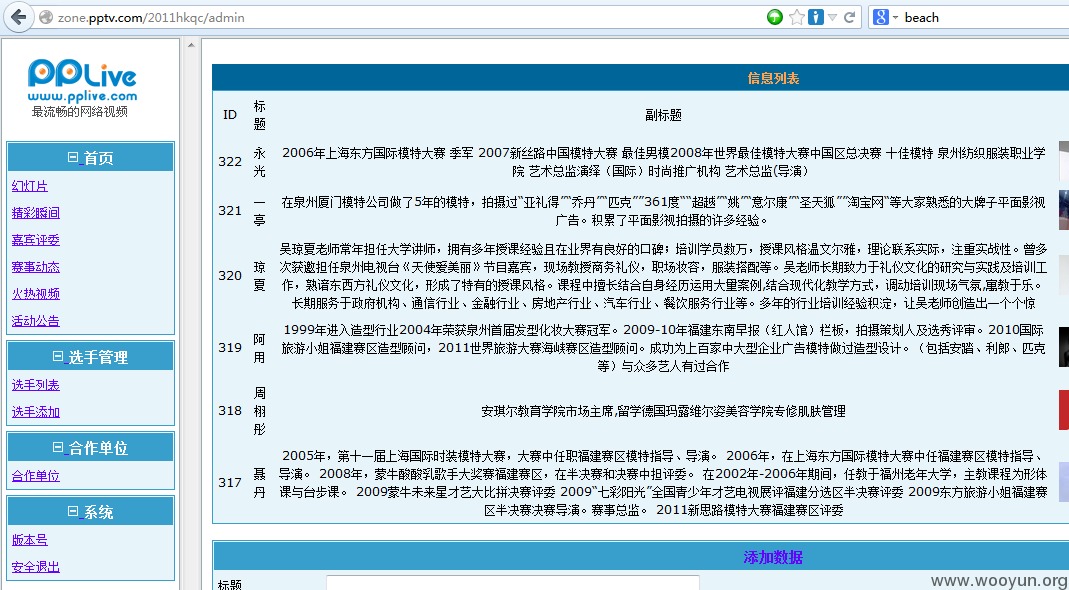 zone.pptv.com/2011hkqc/admin
beach
PPLive
www.pplive.com
最流畅的网络视频
首页
幻灯片
精彩瞬间
嘉宾评委
赛事动态
火热视频
活动公告
选手管理
选手列表
选手添加
合作单位
合作单位
系统
版本号
安全退出
信息列表
ID 标题 副标题
322 永光 2006年上海东方国际模特大赛 季军 2007新丝路中国模特大赛 最佳男模2008年世界最佳模特大赛中国区总决赛 十佳模特 泉州纺织服装职业学
院 艺术总监演绎（国际）时尚推广机构 艺术总监(导演）
321 一亭 在泉州厦门模特公司做了5年的模特，拍摄过“亚礼得”“乔丹”“匹克”“361度”“超越”“姚”“意尔康”“圣天狐”“淘宝网“等大家熟悉的大牌子平面影视
广告。积累了平面影视拍摄的许多经验。
320 琼夏 吴琼夏老师常年担任大学讲师，拥有多年授课经验且在业界有良好的口碑；培训学员数万，授课风格温文尔雅，理论联系实际，注重实战性。曾多
次获邀担任泉州电视台《天使爱美丽》节目嘉宾，现场教授商务礼仪，职场妆容，服装搭配等。吴老师长期致力于礼仪文化的研究与实践及培训工
作，熟谙东西方礼仪文化，形成了特有的授课风格。课程中擅长结合自身经历运用大量案例,结合现代化教学方式，调动培训现场气氛,寓教于乐。
长期服务于政府机构、通信行业、金融行业、房地产行业、汽车行业、餐饮服务行业等。多年的行业培训经验积淀，让吴老师创造出一个个惊
319 阿用 1999年进入造型行业2004年荣获泉州首届发型化妆大赛冠军。2009-10年福建东南早报（红人馆）栏板，拍摄策划人及选秀评审。2010国际
旅游小姐福建赛区造型顾问，2011世界旅游大赛海峡赛区造型顾问。成功为上百家中大型企业广告模特做过造型设计。（包括安踏、利郎、匹克
等）与众多艺人有过合作
318 周栩彤 安琪尔教育学院市场主席,留学德国玛露维尔姿美容学院专修肌肤管理
317 聂丹 2005年，第十一届上海国际时装模特大赛，大赛中任职福建赛区模特指导、导演。 2006年，在上海东方国际模特大赛中任福建赛区模特指导、
导演。 2008年，蒙牛酸酸乳歌手大奖赛福建赛区，在半决赛和决赛中担评委。 在2002年-2006年期间，任教于福州老年大学，主教课程为形体
课与台步课。 2009蒙牛未来星才艺大比拼决赛评委 2009“七彩阳光”全国青少年才艺电视展评福建分选区半决赛评委 2009东方旅游小姐福建赛
区半决赛决赛导演。赛事总监。 2011新思路模特大赛福建赛区评委
添加数据
标题
www.wooyun.org